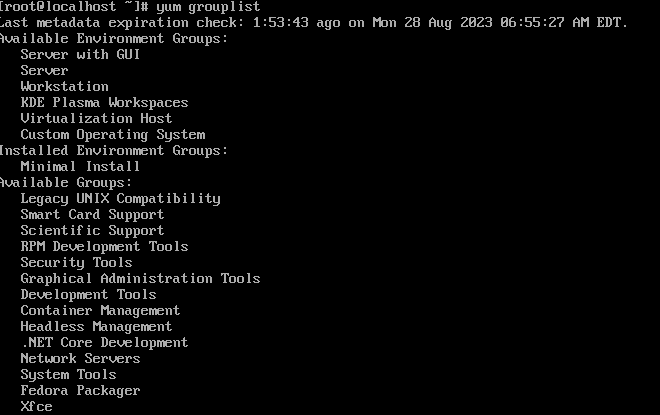 [root@localhost ~]# yum grouplist
Last metadata expiration check: 1:53:43 ago on Mon 28 Aug 2023 06:55:27 AM EDT.
Available Environment Groups:
Server with GUI
Server
Workstation
KDE Plasma Workspaces
Virtualization Host
Custom Operating System
Installed Environment Groups:
Minimal Install
Available Groups:
Legacy UNIX Compatibility
Smart Card Support
Scientific Support
RPM Development Tools
Security Tools
Graphical Administration Tools
Development Tools
Container Management
Headless Management
.NET Core Development
Network Servers
System Tools
Fedora Packager
Xfce